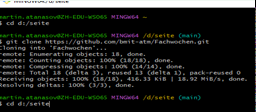 martin.atanasov@ZH-EDU-WS065 MINGW64 ~
$ cd d:/seite

martin.atanasov@ZH-EDU-WS065 MINGW64 /d/seite (main)
$ git clone https://github.com/bmit-atm/Fachwochen.git
Cloning into 'Fachwochen'...
remote: Enumerating objects: 18, done.
remote: Counting objects: 100% (18/18), done.
remote: Compressing objects: 100% (14/14), done.
remote: Total 18 (delta 3), reused 13 (delta 1), pack-reused 0
Receiving objects: 100% (18/18), 416.33 KiB | 18.92 MiB/s, done.
Resolving deltas: 100% (3/3), done.

martin.atanasov@ZH-EDU-WS065 MINGW64 /d/seite (main)
$ cd d:/seite